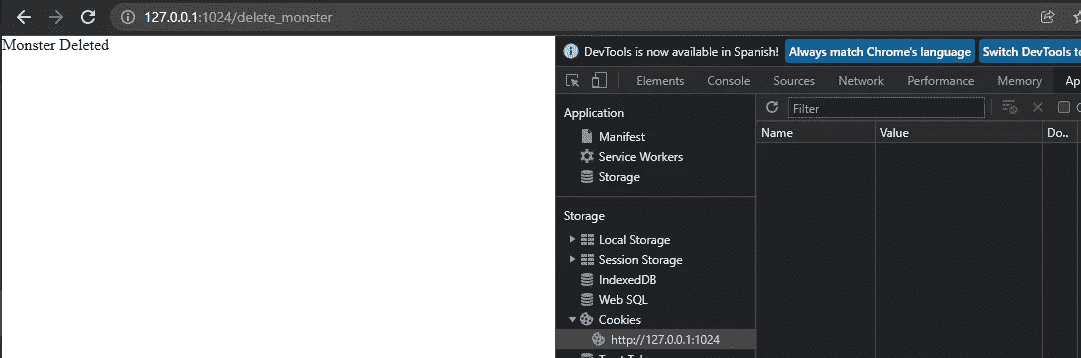 127.0.0.1:1024/delete_monster
Monster Deleted
DevTools is now available in Spanish! Always match Chrome's language Switch DevTools to
Elements Console Sources Network Performance Memory Ap
Application
Manifest
Service Workers
Storage
Storage
Local Storage
Session Storage
IndexedDB
Web SQL
Cookies
http://127.0.0.1:1024
Filter
Name Value Do..